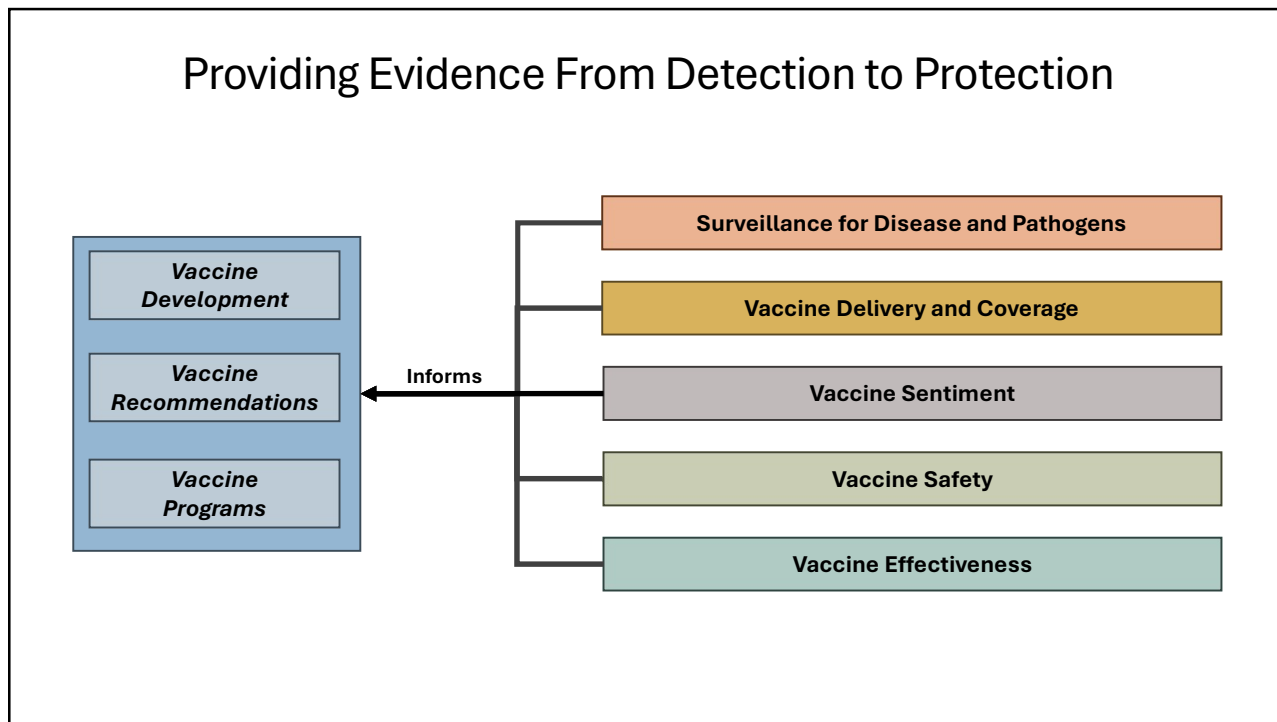 Providing Evidence From Detection to Protection
Vaccine
Development
Vaccine
Recommendations
Vaccine
Programs
Informs
Surveillance for Disease and Pathogens
Vaccine Delivery and Coverage
Vaccine Sentiment
Vaccine Safety
Vaccine Effectiveness